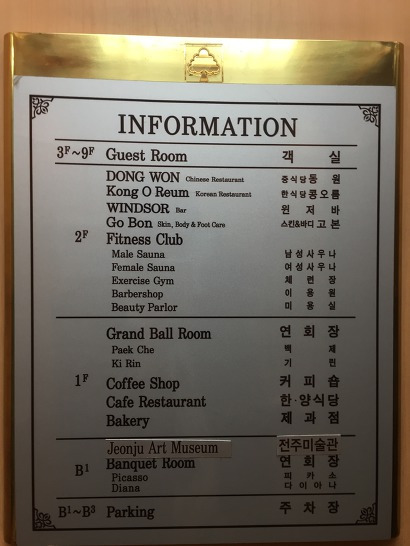 INFORMATION
3F~9F Guest Room 객 실
DONG WON Chinese Restaurant 중식당 동 원
Kong O Reum Korean Restaurant 한식당 콩오름
WINDSOR Bar 윈 저 바
Go Bon Skin, Body & Foot Care 스킨&바디 고 본
2F Fitness Club
Male Sauna 남성사우나
Female Sauna 여성사우나
Exercise Gym 체 련 장
Barbershop 이 용 원
Beauty Parlor 미 용 실
Grand Ball Room 연 회 장
Paek Che 백 제
Ki Rin 기 린
1F Coffee Shop 커 피 숍
Cafe Restaurant 한·양식당
Bakery 제 과 점
Jeonju Art Museum 전주미술관
B1 Banquet Room 연 회 장
Picasso 피 카 소
Diana 다 이 아 나
B1~B3 Parking 주 차 장